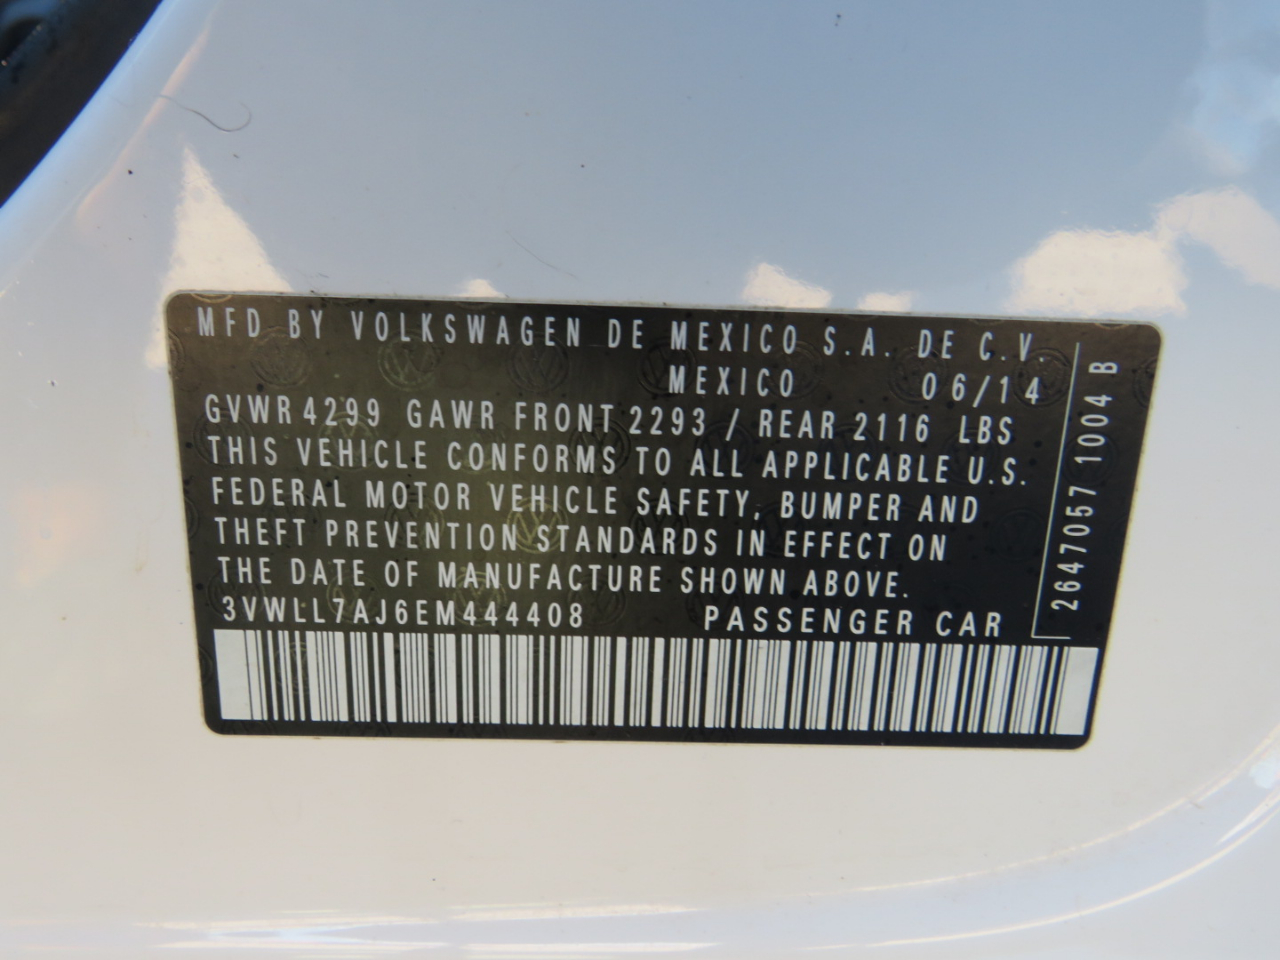 MFD BY VOLKSWAGEN DE MEXICO S.A. DE C.V.
MEXICO 06/14
GVWR 4299 GAWR FRONT 2293 / REAR 2116 LBS
THIS VEHICLE CONFORMS TO ALL APPLICABLE U.S.
FEDERAL MOTOR VEHICLE SAFETY, BUMPER AND
THEFT PREVENTION STANDARDS IN EFFECT ON
THE DATE OF MANUFACTURE SHOWN ABOVE.
3VWLL7AJ6EM444408 PASSENGER CAR
2647057 1004 B